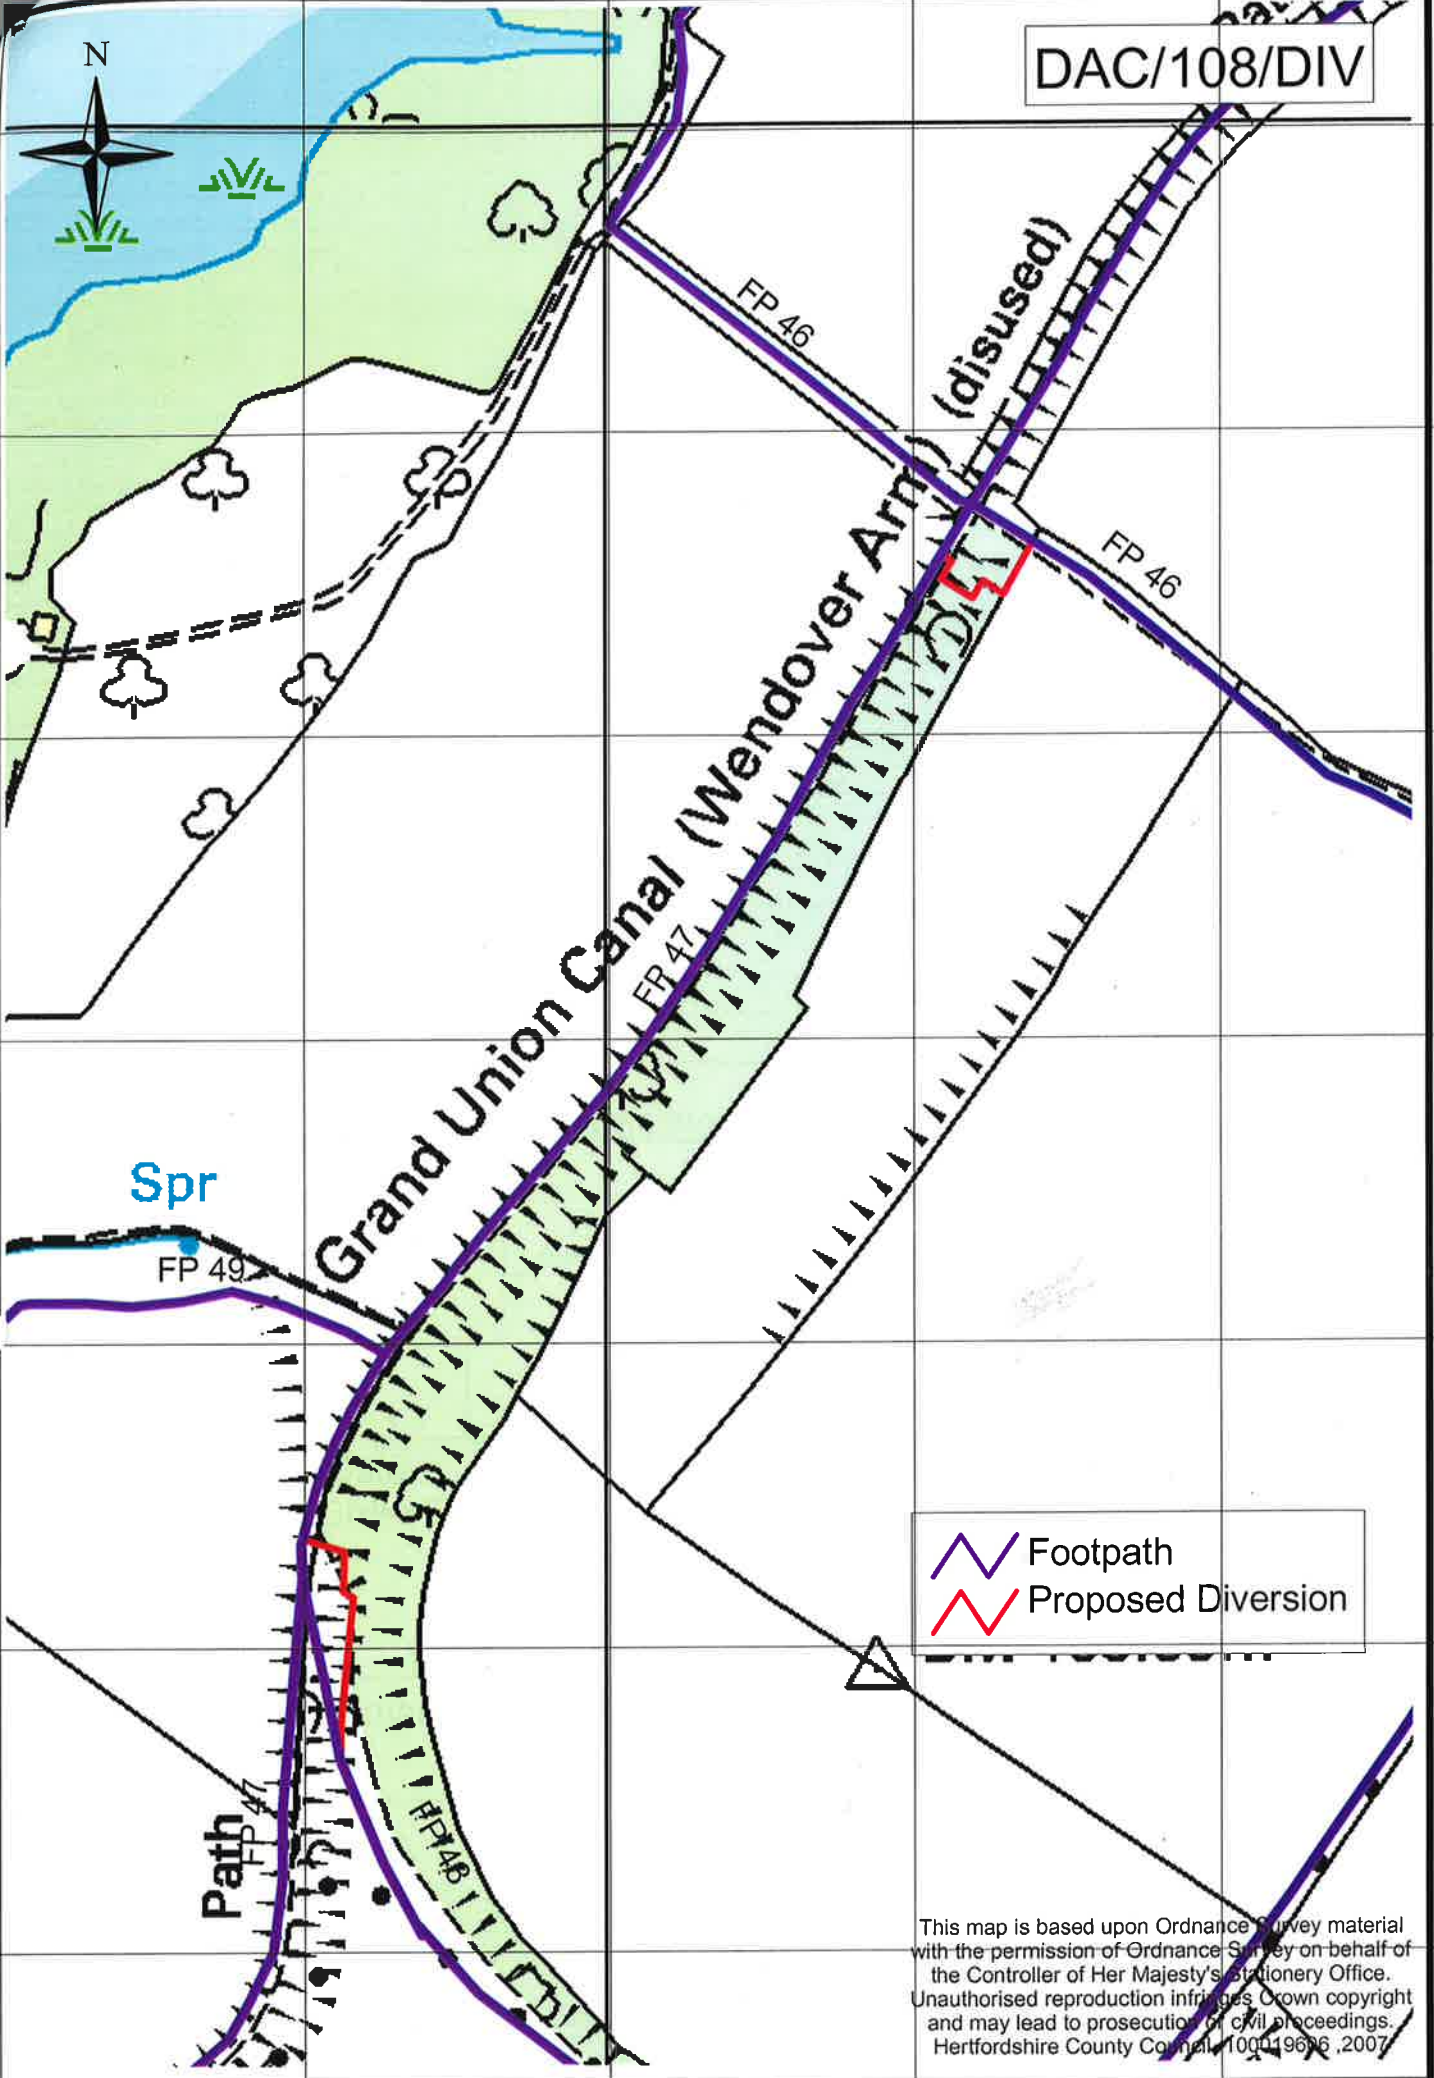 N
DAC/108/DIV
FP 46
(disused)
FP 46
Grand Union Canal (Wendover Arm)
FP 47
Spr
FP 49
Footpath
Proposed Diversion
Path
FP 47
FP 48
This map is based upon Ordnance Survey material
with the permission of Ordnance Survey on behalf of
the Controller of Her Majesty's Stationery Office.
Unauthorised reproduction infringes Crown copyright
and may lead to prosecution or civil proceedings.
Hertfordshire County Council, 100019606 ,2007